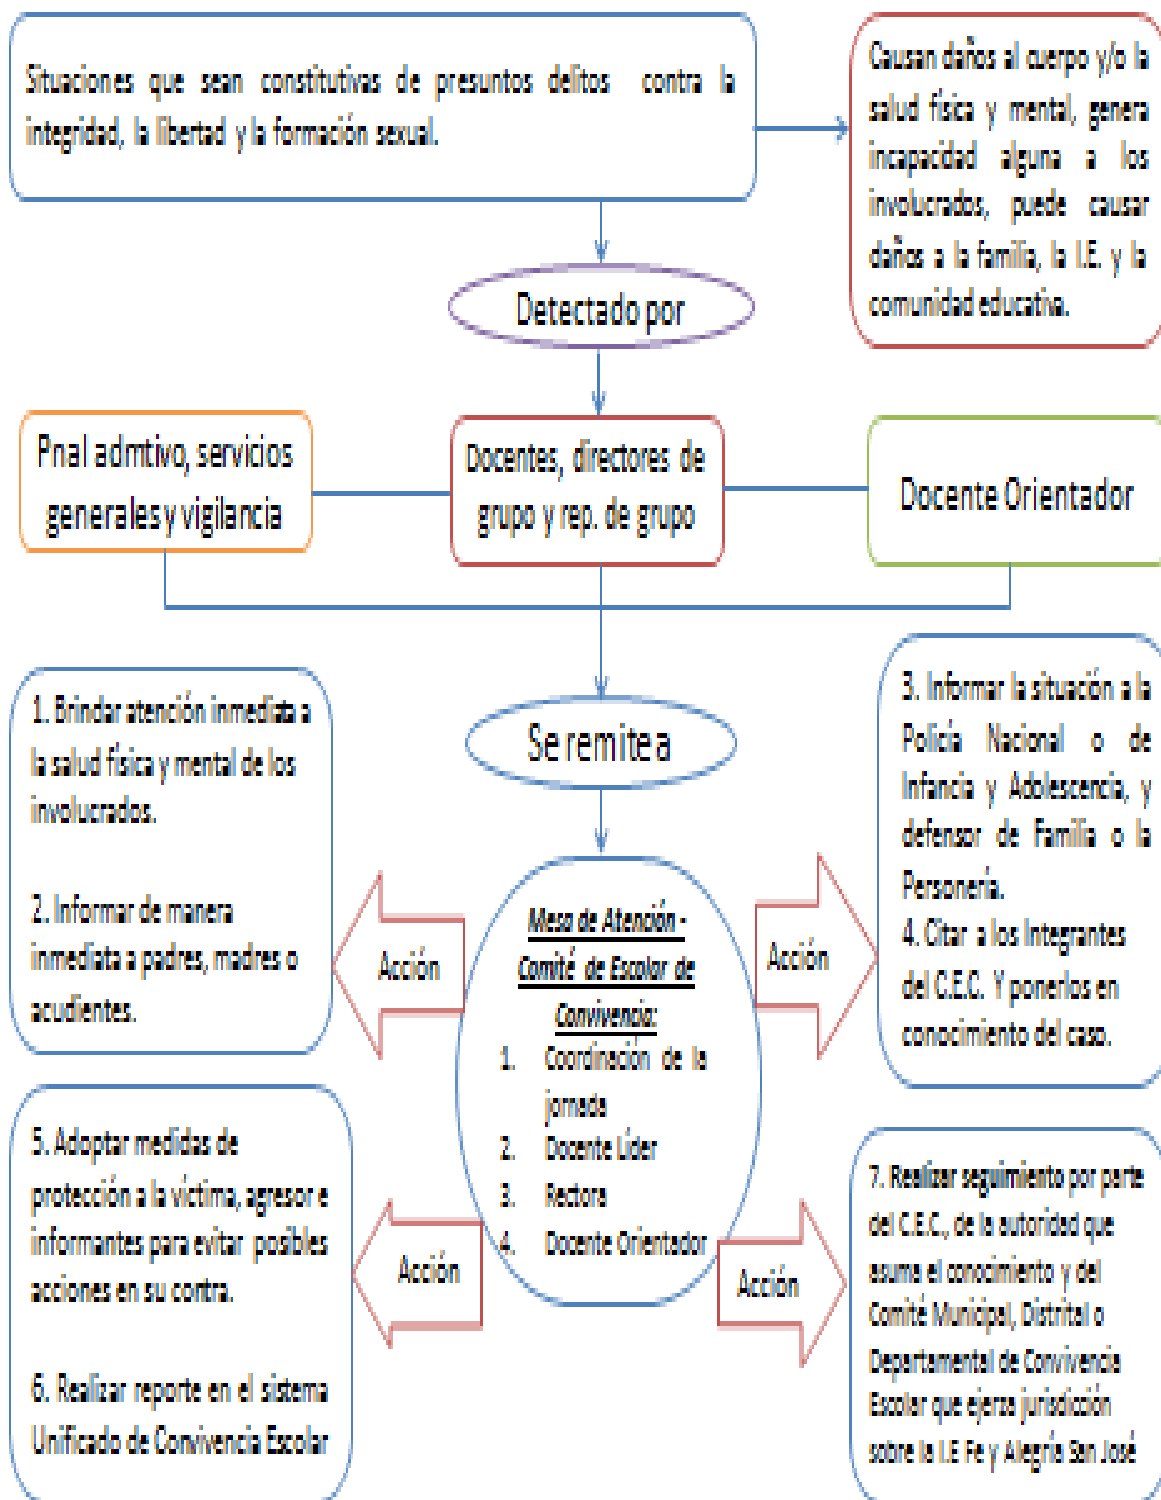 Situaciones que sean constitutivas de presuntos delitos contra la
integridad, la libertad y la formación sexual.
Causan daños al cuerpo y/o la
salud física y mental, genera
incapacidad alguna a los
involucrados, puede causar
daños a la familia, la I.E. y la
comunidad educativa.
Detectado por
Pnal admtivo, servicios
generales y vigilancia
Docentes, directores de
grupo y rep. de grupo
Docente Orientador
Se remite a
1. Brindar atención inmediata a
la salud física y mental de los
involucrados.
2. Informar de manera
inmediata a padres, madres o
acudientes.
Acción
Mesa de Atención -
Comité de Escolar de
Convivencia:
1. Coordinación de la
jornada
2. Docente Líder
3. Rectora
4. Docente Orientador
Acción
3. Informar la situación a la
Policía Nacional o de
Infancia y Adolescencia, y
defensor de Familia o la
Personería.
4. Citar a los Integrantes
del C.E.C. Y ponerlos en
conocimiento del caso.
5. Adoptar medidas de
protección a la víctima, agresor e
informantes para evitar posibles
acciones en su contra.
6. Realizar reporte en el sistema
Unificado de Convivencia Escolar
Acción
Acción
7. Realizar seguimiento por parte
del C.E.C., de la autoridad que
asuma el conocimiento y del
Comité Municipal, Distrital o
Departamental de Convivencia
Escolar que ejerza jurisdicción
sobre la I.E Fe y Alegría San José